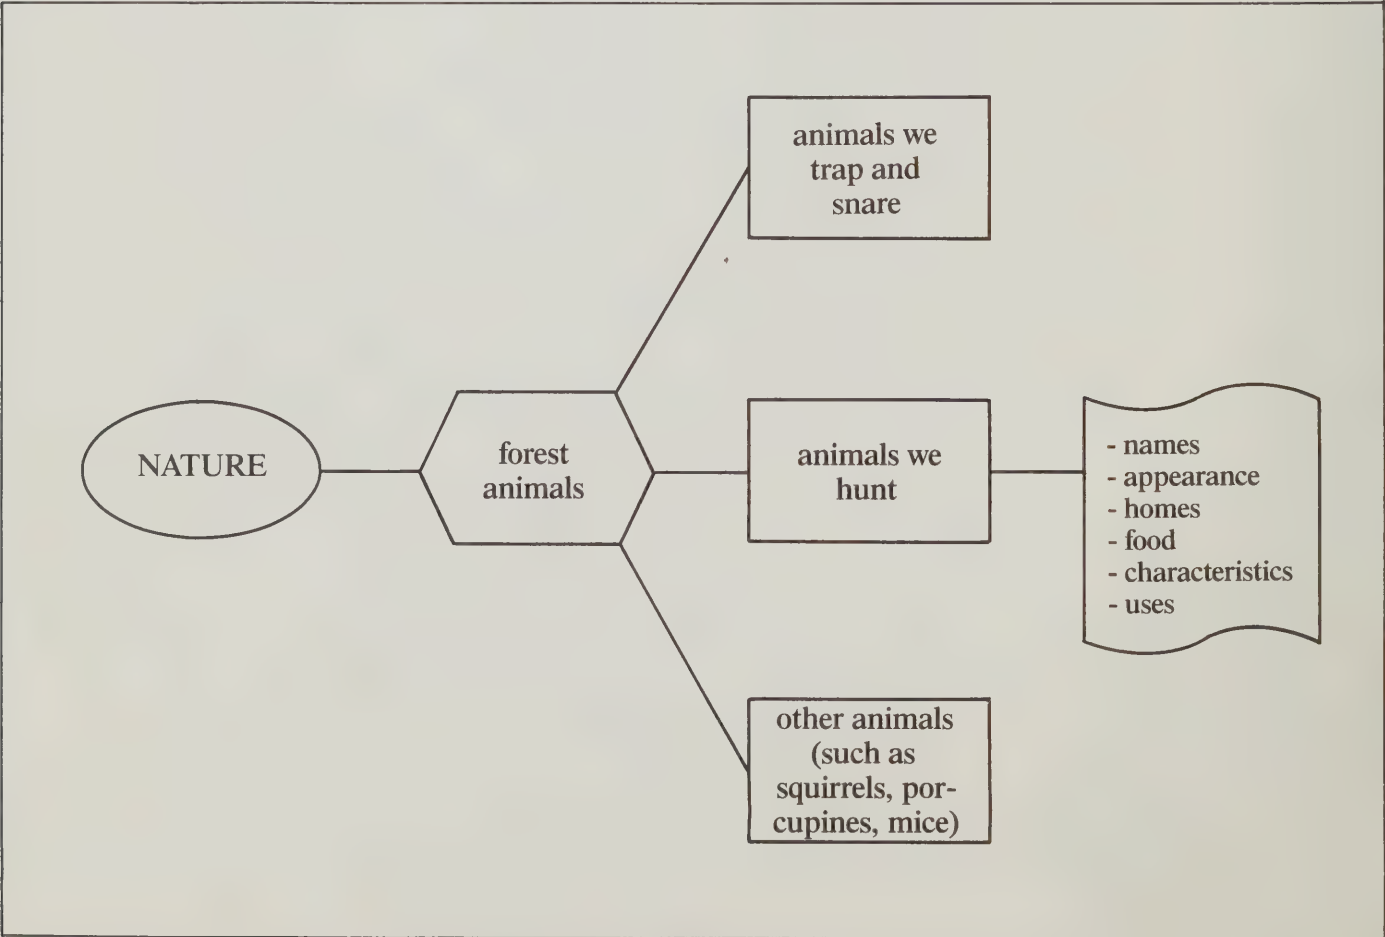 NATURE
forest
animals
animals we
trap and
snare
animals we
hunt
- names
- appearance
- homes
- food
- characteristics
- uses
other animals
(such as
squirrels, por-
cupines, mice)